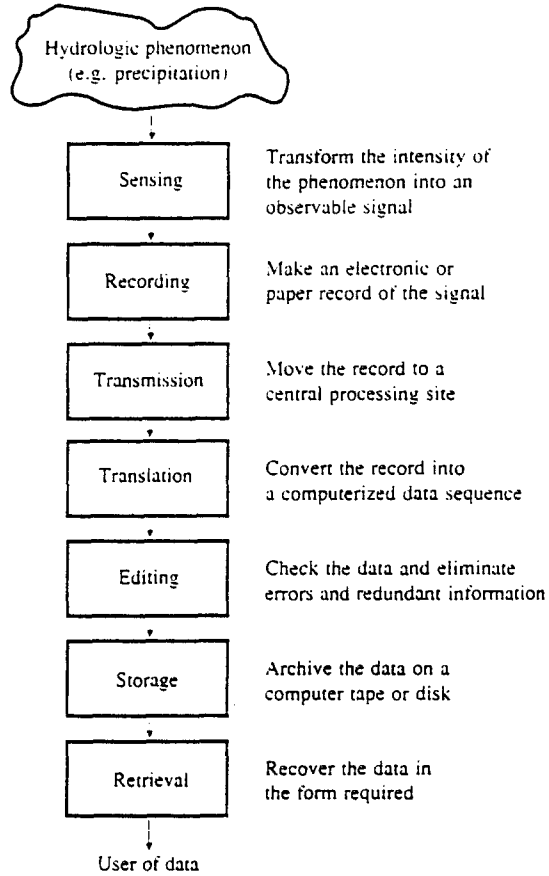 Hydrologic phenomenon
(e.g. precipitation)
Sensing
Transform the intensity of
the phenomenon into an
observable signal
Recording
Make an electronic or
paper record of the signal
Transmission
Move the record to a
central processing site
Translation
Convert the record into
a computerized data sequence
Editing
Check the data and eliminate
errors and redundant information
Storage
Archive the data on a
computer tape or disk
Retrieval
Recover the data in
the form required
User of data